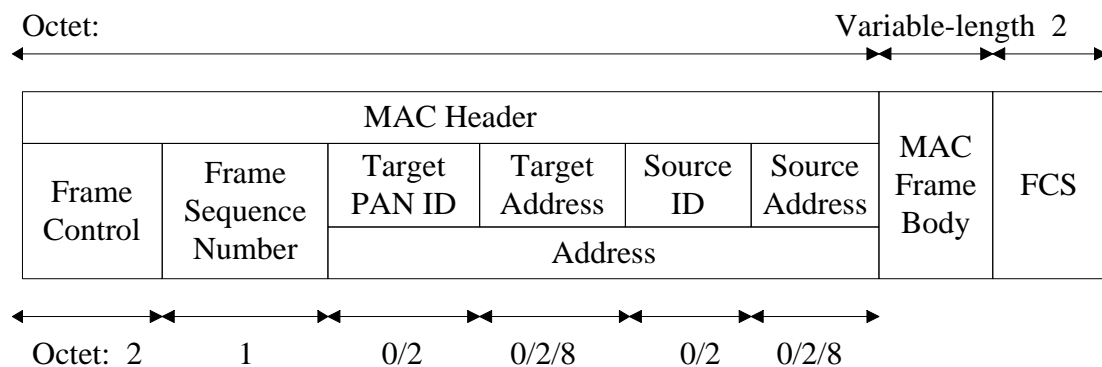 Octet:
Variable-length 2
MAC Header
Frame
Control
Frame
Sequence
Number
Target
PAN ID
Target
Address
Source
ID
Source
Address
Address
MAC
Frame
Body
FCS
Octet: 2
1
0/2
0/2/8
0/2
0/2/8